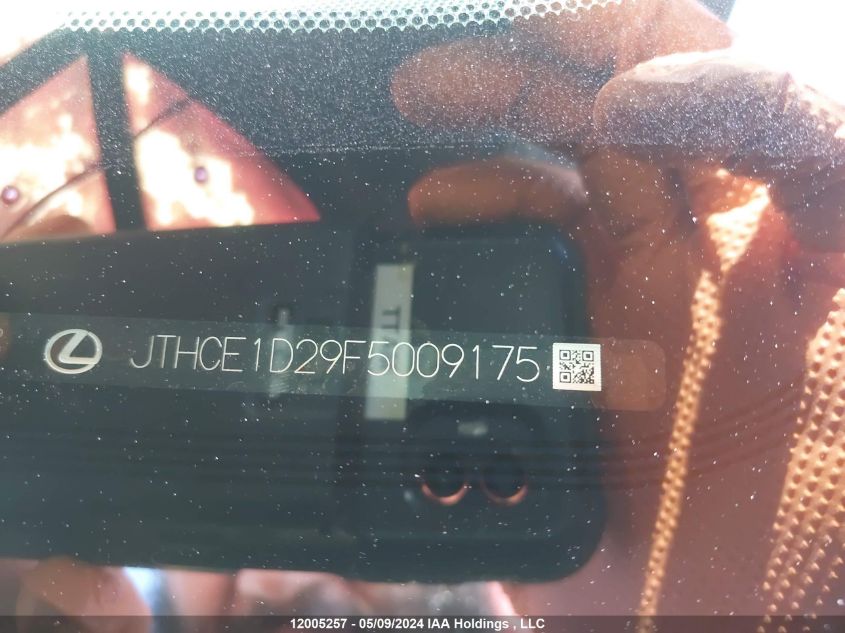 JTHCE1D29F5009175
12005257 - 05/09/2024 IAA Holdings , LLC